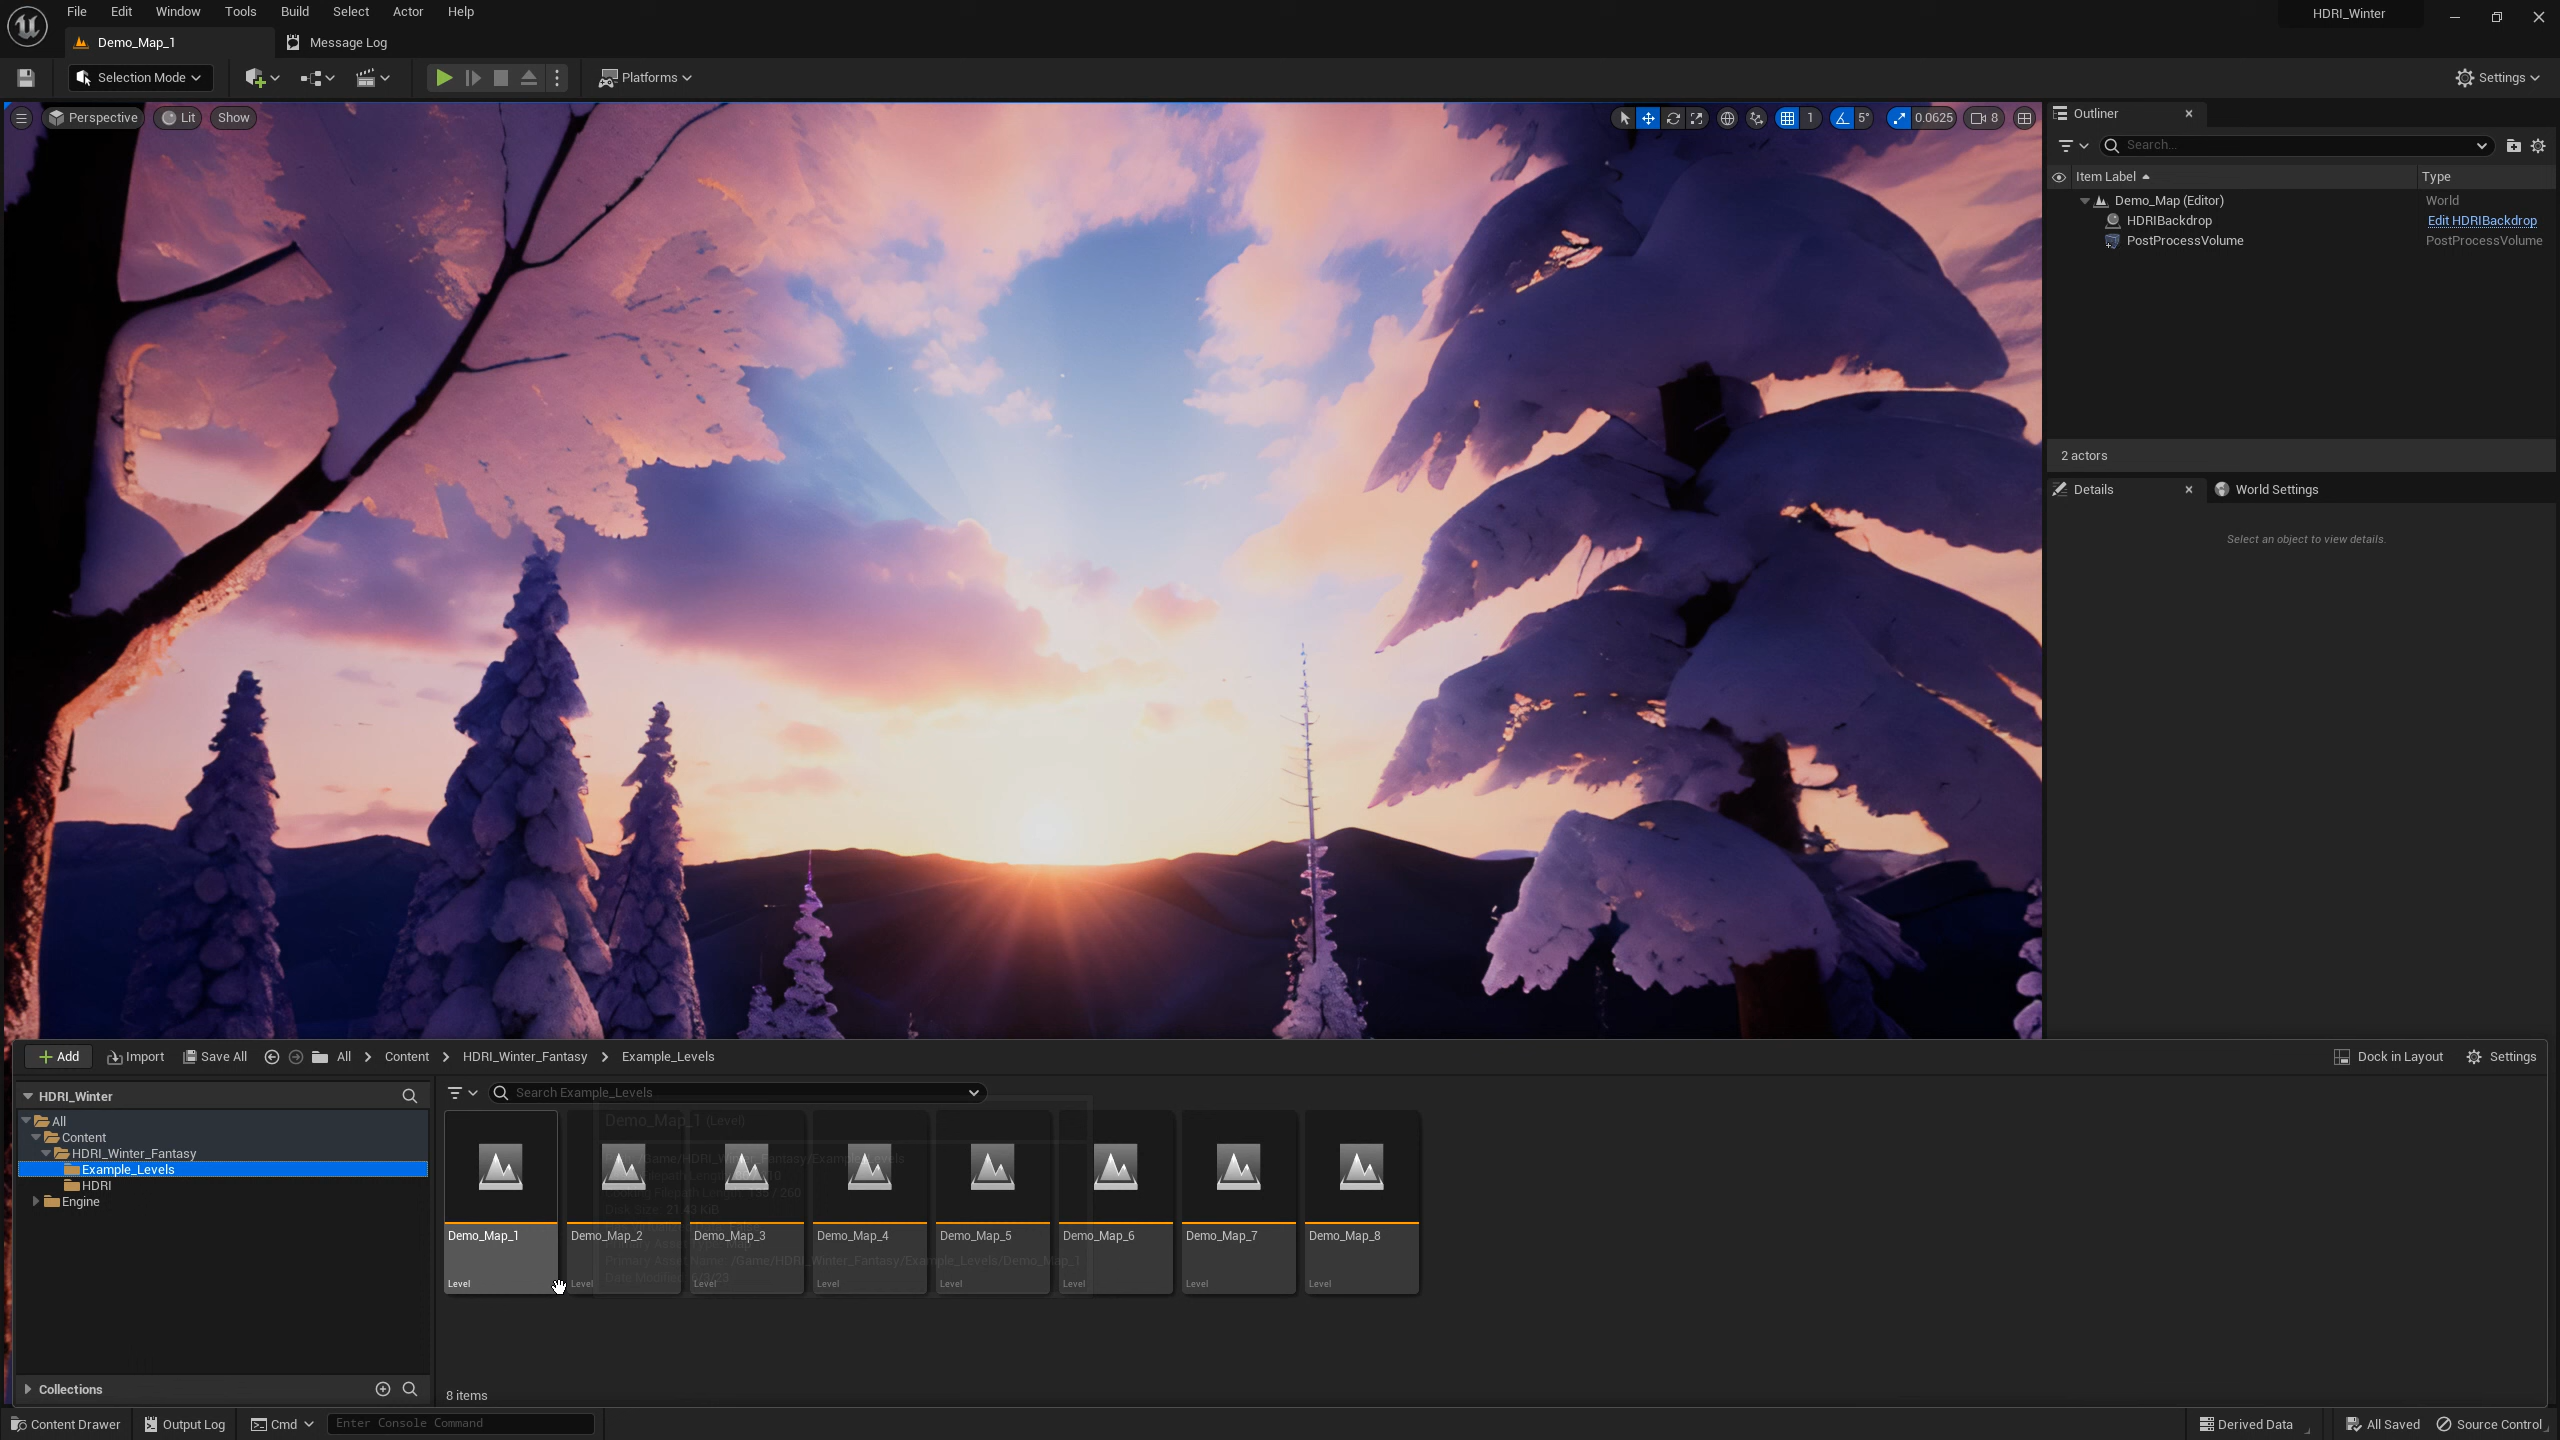 File Edit Window Tools Build Select Actor Help
HDRI_Winter
Demo_Map_1
Message Log
Selection Mode
Platforms
Settings
Perspective
Lit
Show
1
5°
0.0625
8
Outliner
Search...
Item Label
Type
Demo_Map (Editor)
World
HDRIBackdrop
Edit HDRIBackdrop
PostProcessVolume
PostProcessVolume
2 actors
Details
World Settings
Select an object to view details.
Add
Import
Save All
All
Content
HDRI_Winter_Fantasy
Example_Levels
Dock in Layout
Settings
HDRI_Winter
Search Example_Levels
All
Content
HDRI_Winter_Fantasy
Example_Levels
HDRI
Engine
Demo_Map_1 (Level)
Demo_Map_1
Demo_Map_2
Demo_Map_3
Demo_Map_4
Demo_Map_5
Demo_Map_6
Demo_Map_7
Demo_Map_8
Level
Level
Level
Level
Level
Level
Level
Level
Collections
8 items
Content Drawer
Output Log
Cmd
Enter Console Command
Derived Data
All Saved
Source Control